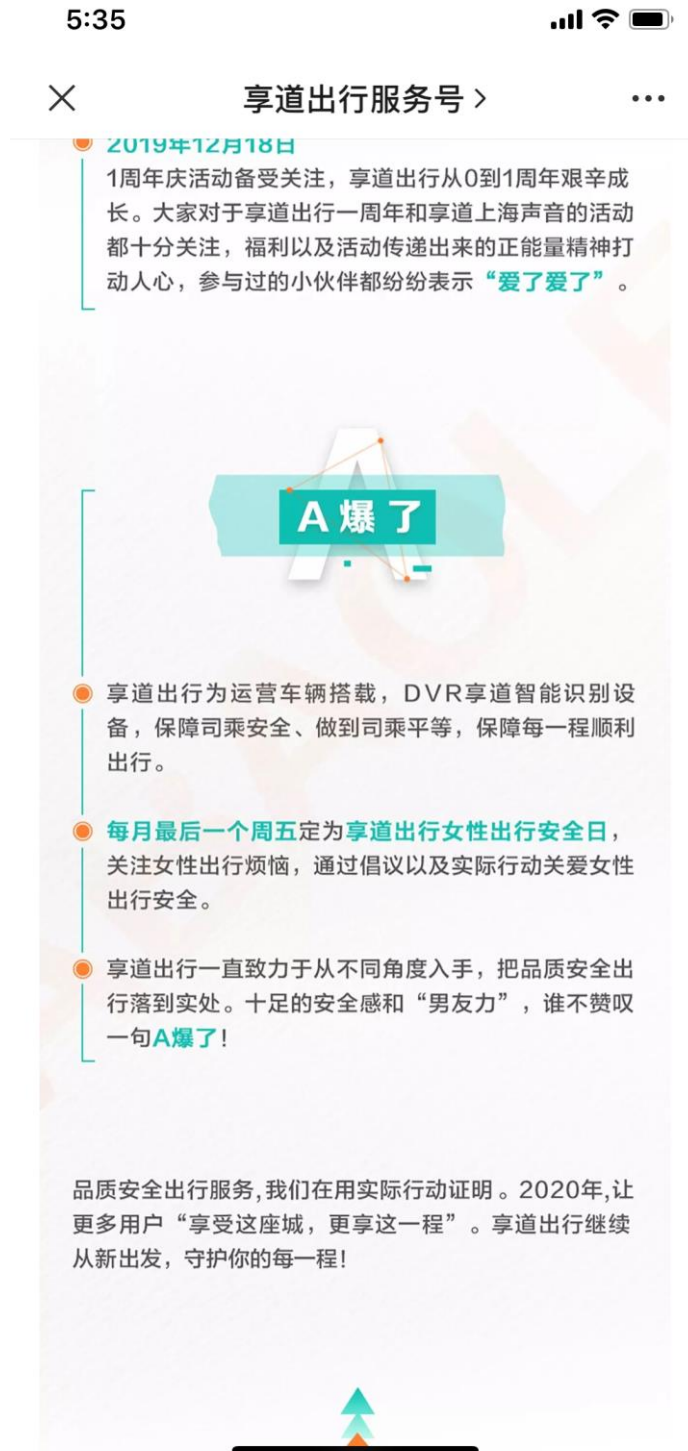 5:35
享道出行服务号
2019年12月18日
1周年庆活动备受关注，享道出行从0到1周年艰辛成
长。大家对于享道出行一周年和享道上海声音的活动
都十分关注，福利以及活动传递出来的正能量精神打
动人心，参与过的小伙伴都纷纷表示“爱了爱了”。
A爆了
享道出行为运营车辆搭载，DVR享道智能识别设
备，保障司乘安全、做到司乘平等，保障每一程顺利
出行。
每月最后一个周五定为享道出行女性出行安全日，
关注女性出行烦恼，通过倡议以及实际行动关爱女性
出行安全。
享道出行一直致力于从不同角度入手，把品质安全出
行落到实处。十足的安全感和“男友力”，谁不赞叹
一句A爆了！
品质安全出行服务,我们在用实际行动证明。2020年,让
更多用户“享受这座城，更享这一程”。享道出行继续
从新出发，守护你的每一程！